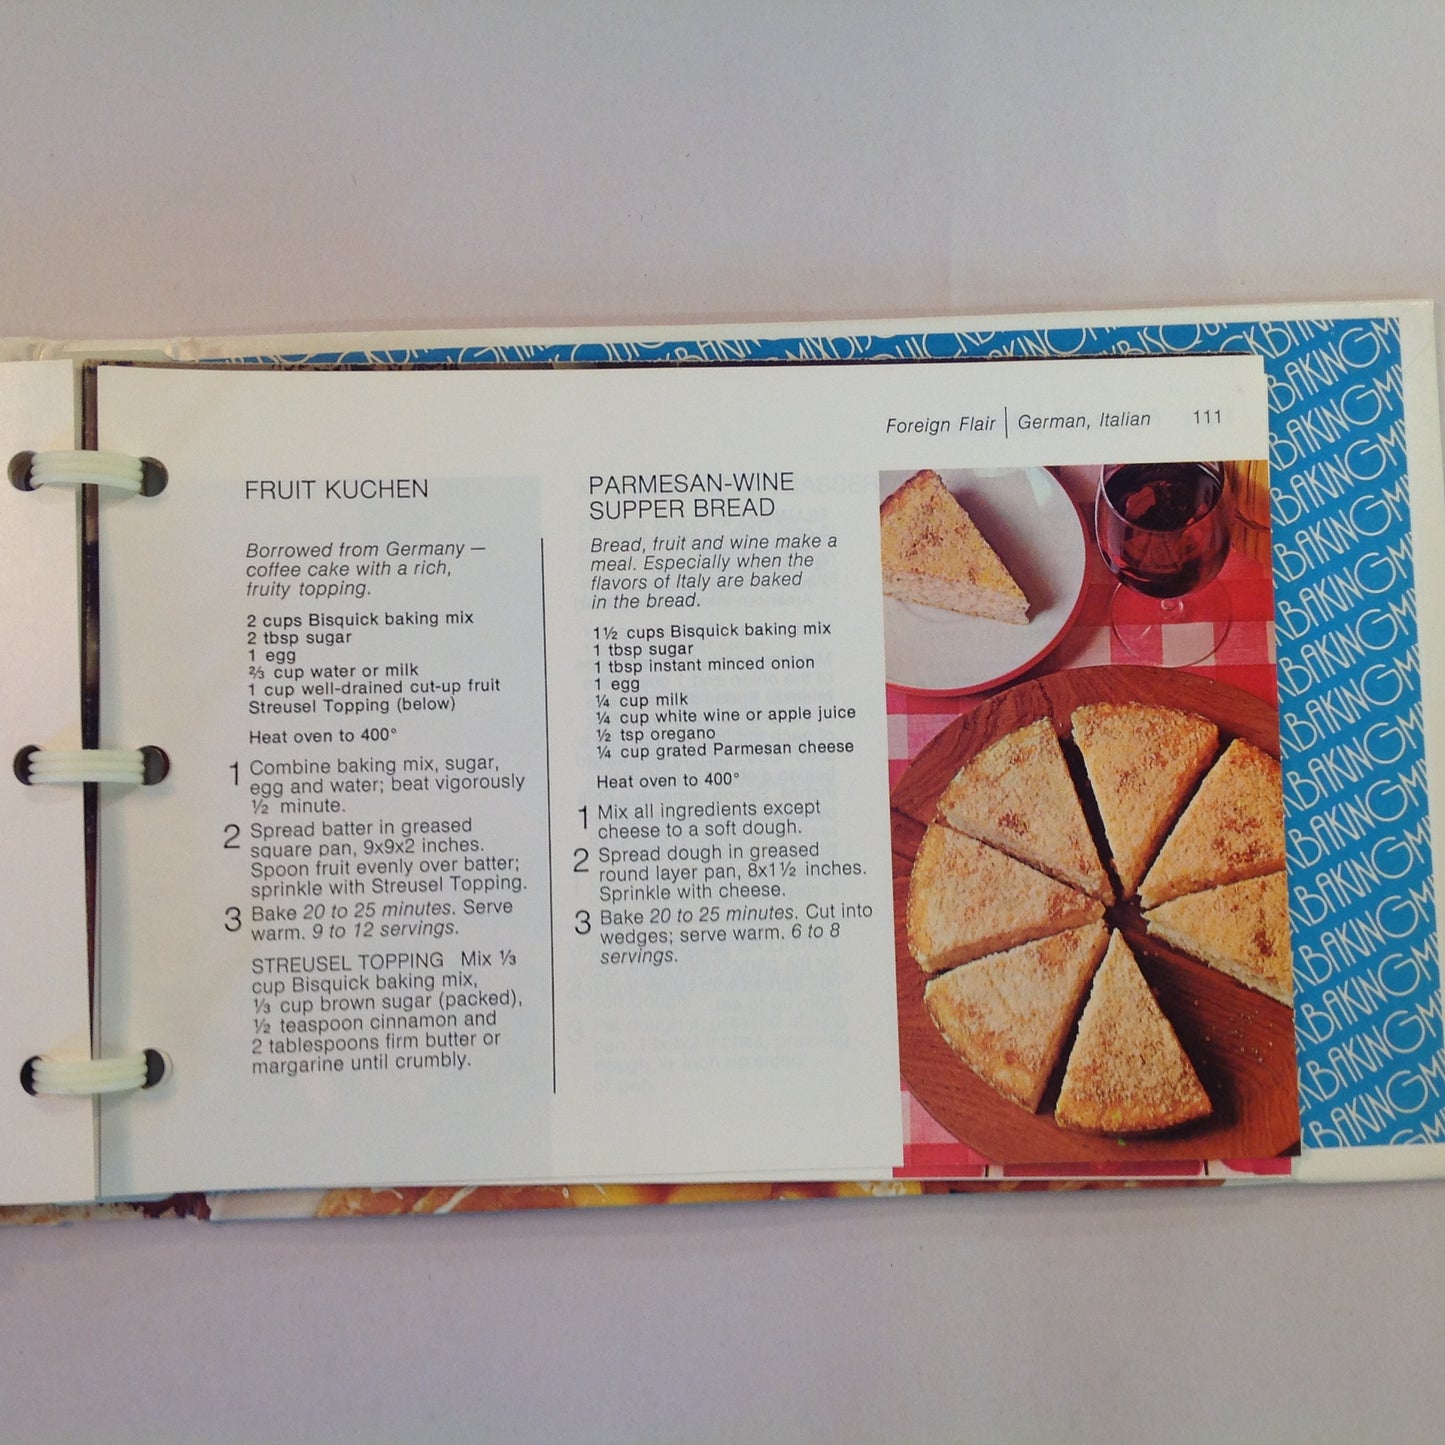 Foreign Flair | German, Italian 111
FRUIT KUCHEN
Borrowed from Germany —
coffee cake with a rich,
fruity topping.
2 cups Bisquick baking mix
2 tbsp sugar
1 egg
⅔ cup water or milk
1 cup well-drained cut-up fruit
Streusel Topping (below)
Heat oven to 400°
1 Combine baking mix, sugar,
egg and water; beat vigorously
½ minute.
2 Spread batter in greased
square pan, 9x9x2 inches.
Spoon fruit evenly over batter;
sprinkle with Streusel Topping.
3 Bake 20 to 25 minutes. Serve
warm. 9 to 12 servings.
STREUSEL TOPPING Mix ⅓
cup Bisquick baking mix,
⅓ cup brown sugar (packed),
½ teaspoon cinnamon and
2 tablespoons firm butter or
margarine until crumbly.
PARMESAN-WINE
SUPPER BREAD
Bread, fruit and wine make a
meal. Especially when the
flavors of Italy are baked
in the bread.
1½ cups Bisquick baking mix
1 tbsp sugar
1 tbsp instant minced onion
1 egg
¼ cup milk
¼ cup white wine or apple juice
½ tsp oregano
¼ cup grated Parmesan cheese
Heat oven to 400°
1 Mix all ingredients except
cheese to a soft dough.
2 Spread dough in greased
round layer pan, 8x1½ inches.
Sprinkle with cheese.
3 Bake 20 to 25 minutes. Cut into
wedges; serve warm. 6 to 8
servings.
BAKING
BAKING
BAKING
BAKING
BAKING
BAKING
BAKING
BAKING
BAKING
BAKING
BAKING
BAKING